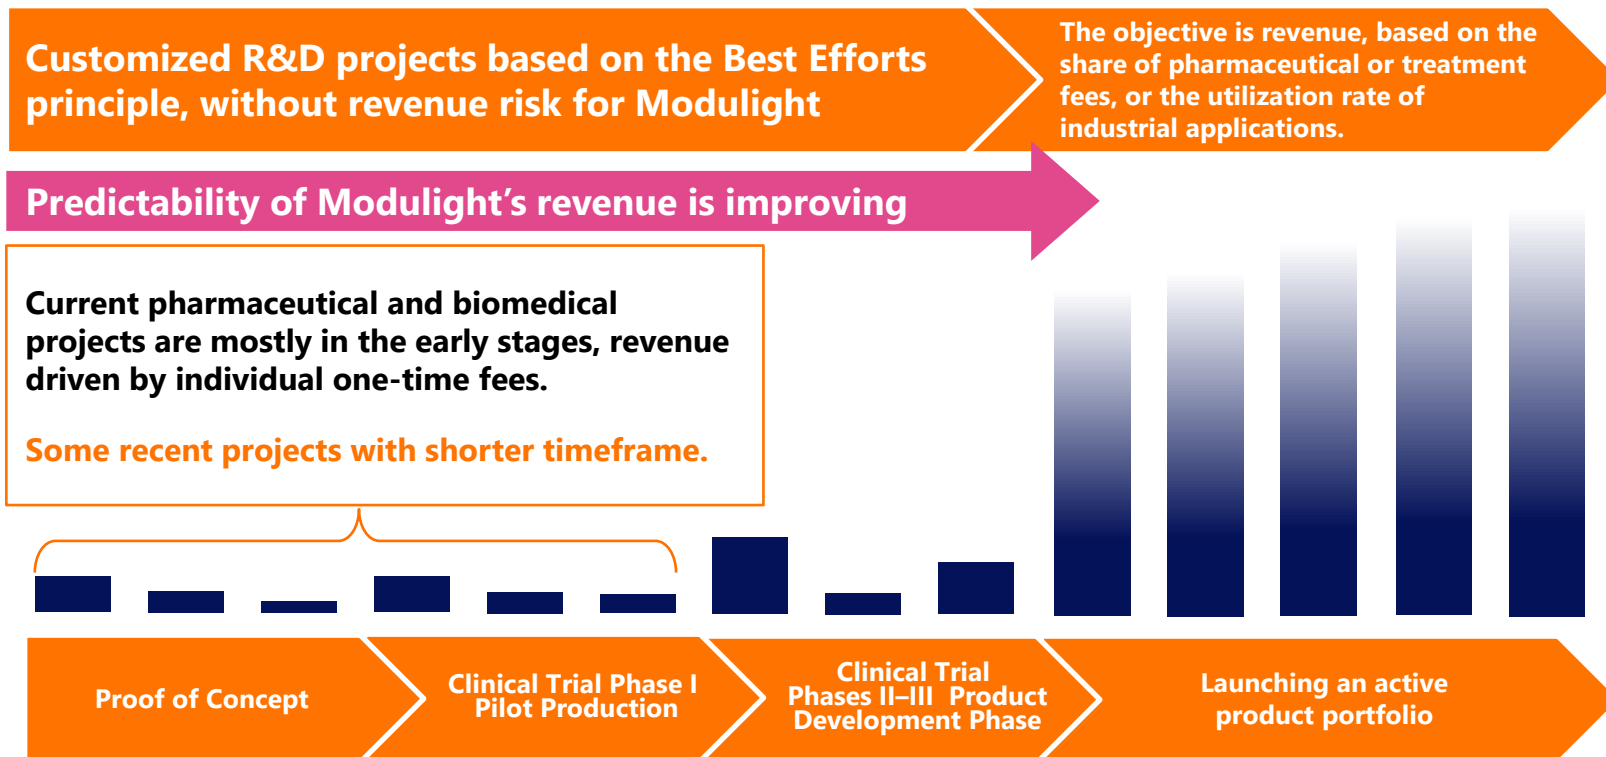 Customized R&D projects based on the Best Efforts
principle, without revenue risk for Modulight
The objective is revenue, based on the
share of pharmaceutical or treatment
fees, or the utilization rate of
industrial applications.
Predictability of Modulight’s revenue is improving
Current pharmaceutical and biomedical
projects are mostly in the early stages, revenue
driven by individual one-time fees.
Some recent projects with shorter timeframe.
Proof of Concept
Clinical Trial Phase I
Pilot Production
Clinical Trial
Phases II–III Product
Development Phase
Launching an active
product portfolio